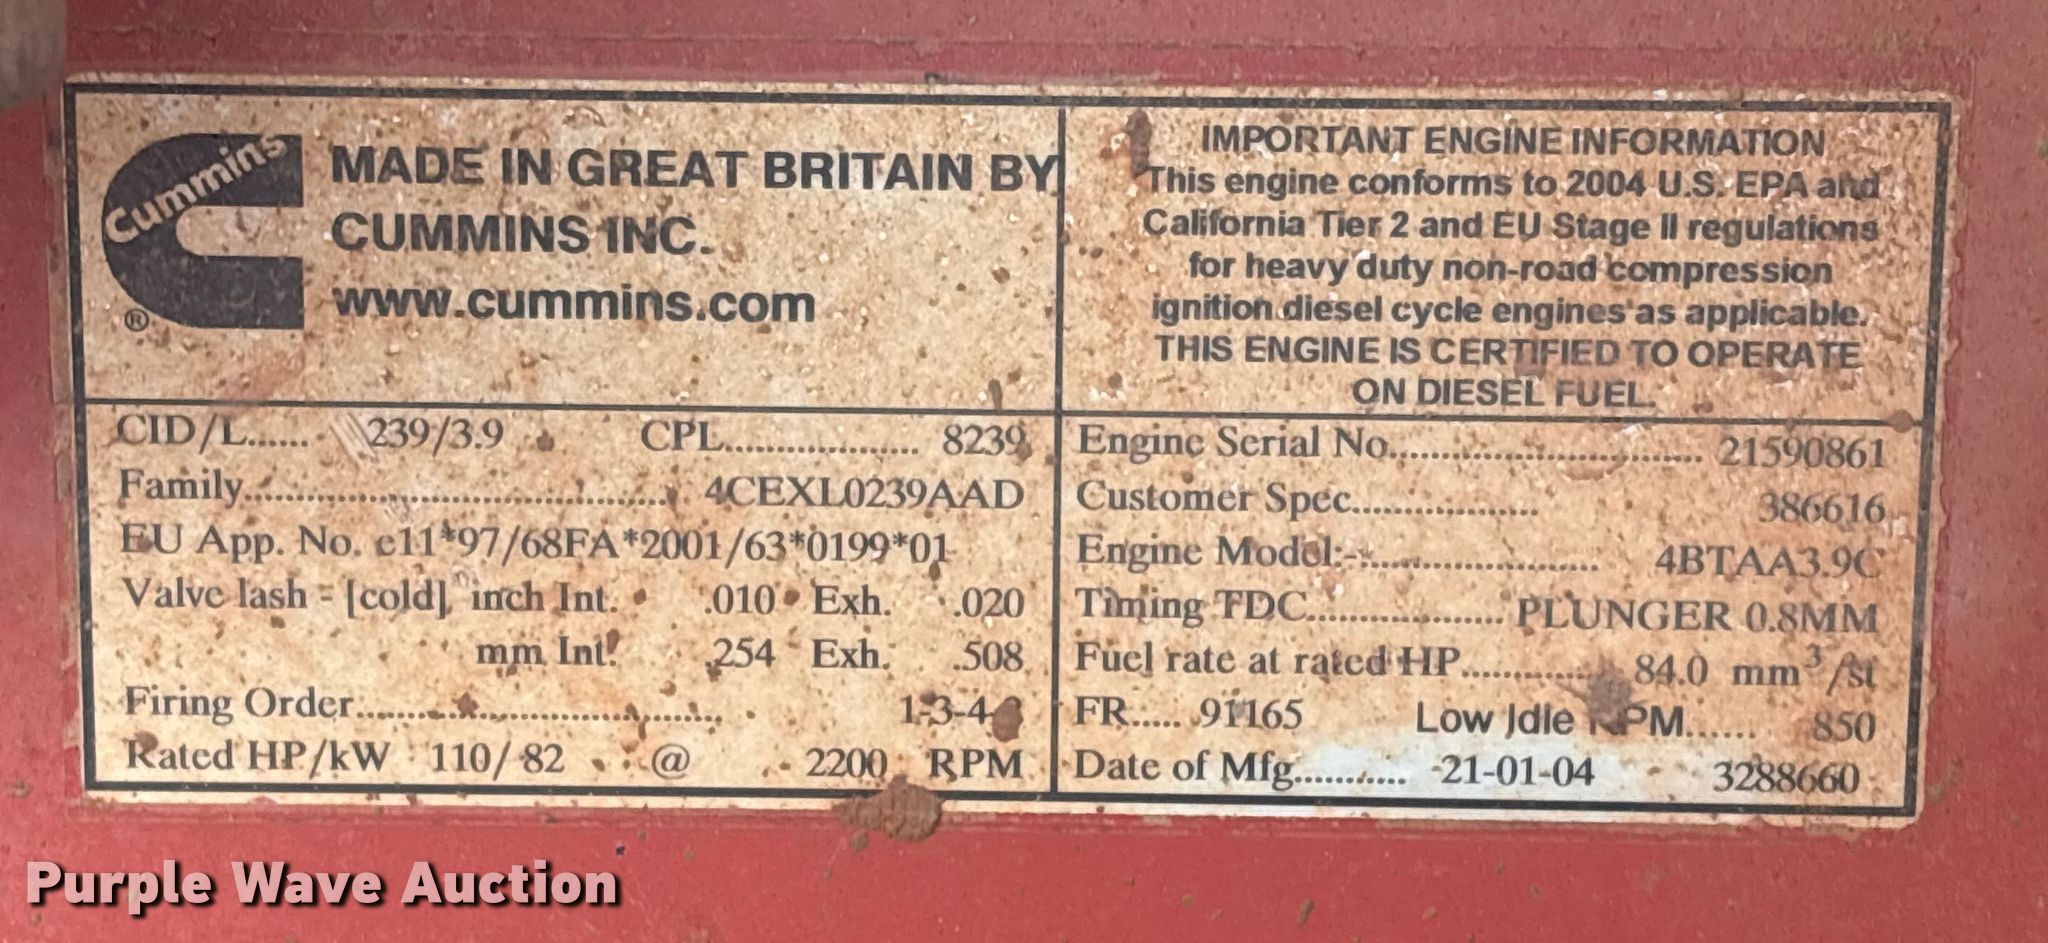 Cummins
®
MADE IN GREAT BRITAIN BY
CUMMINS INC.
www.cummins.com
IMPORTANT ENGINE INFORMATION
This engine conforms to 2004 U.S. EPA and
California Tier 2 and EU Stage II regulations
for heavy duty non-road compression
ignition diesel cycle engines as applicable.
THIS ENGINE IS CERTIFIED TO OPERATE
ON DIESEL FUEL.
CID/L...... 239/3.9 CPL................... 8239
Family.......................................... 4CEXL0239AAD
EU App. No. e11*97/68FA*2001/63*0199*01
Valve lash - [cold] inch Int. .010 Exh. .020
mm Int. .254 Exh. .508
Firing Order.................................... 1-3-4-
Rated HP/kW 110/ 82 @ 2200 RPM
Engine Serial No............................... 21590861
Customer Spec................... 386616
Engine Model:........................ 4BTAA3.9C
Timing TDC.................... PLUNGER 0.8MM
Fuel rate at rated HP.............. 84.0 mm³/st
FR..... 91165 Low Idle RPM...... 850
Date of Mfg........... 21-01-04 3288660
Purple Wave Auction